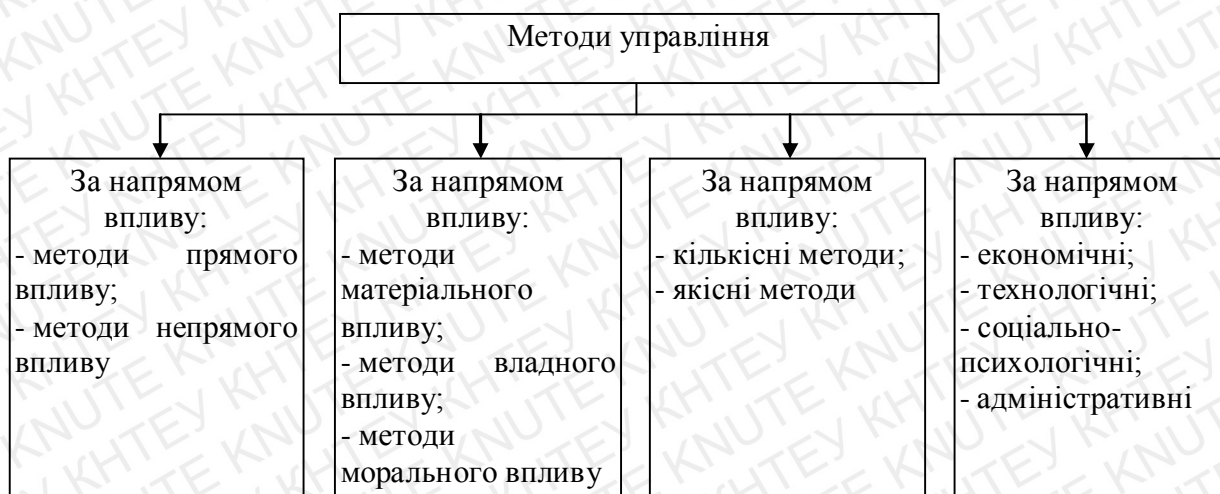 Методи управління
За напрямом
впливу:
- методи прямого
впливу;
- методи непрямого
впливу
За напрямом
впливу:
- методи
матеріального
впливу;
- методи владного
впливу;
- методи
морального впливу
За напрямом
впливу:
- кількісні методи;
- якісні методи
За напрямом
впливу:
- економічні;
- технологічні;
- соціально-
психологічні;
- адміністративні